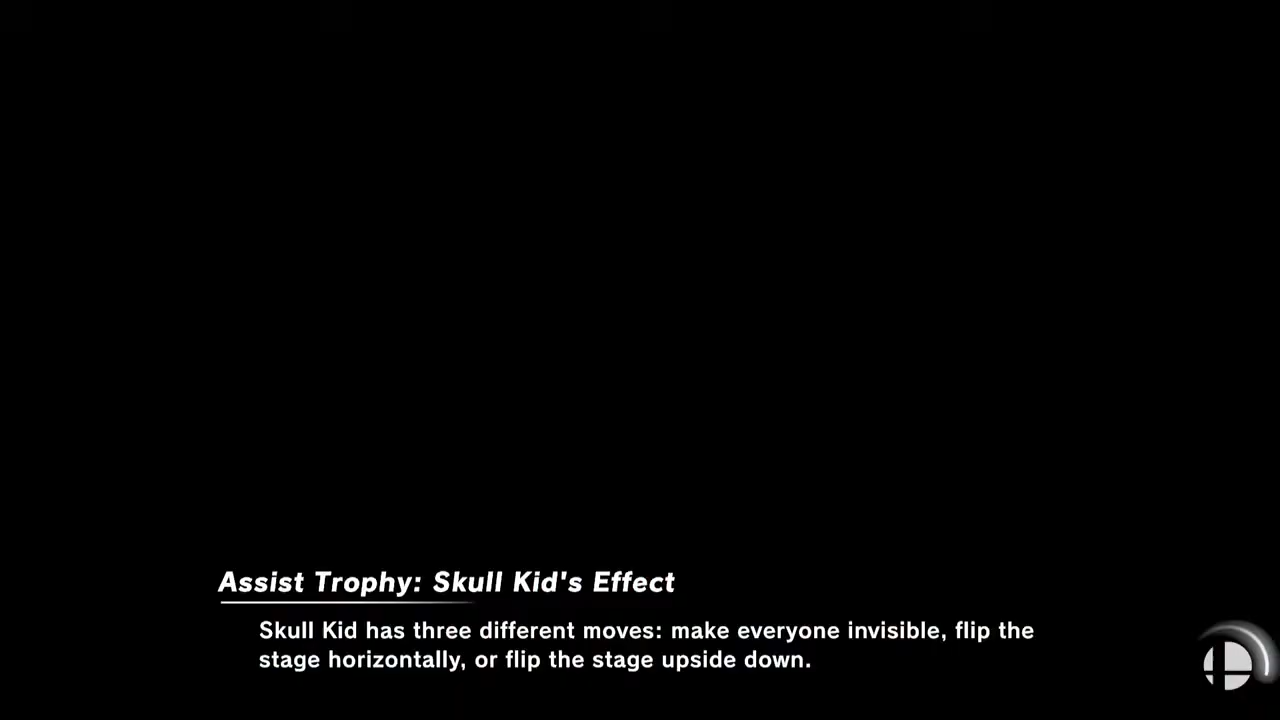 Assist Trophy: Skull Kid's Effect
Skull Kid has three different moves: make everyone invisible, flip the
stage horizontally, or flip the stage upside down.